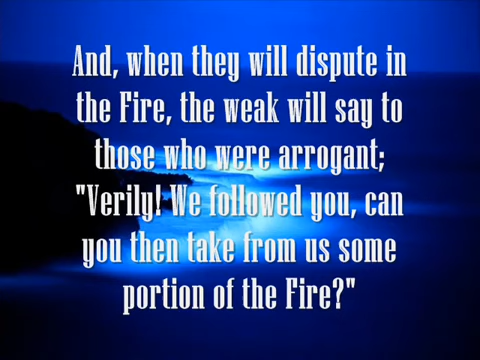 And, when they will dispute in
the Fire, the weak will say to
those who were arrogant;
"Verily! We followed you, can
you then take from us some
portion of the Fire?"